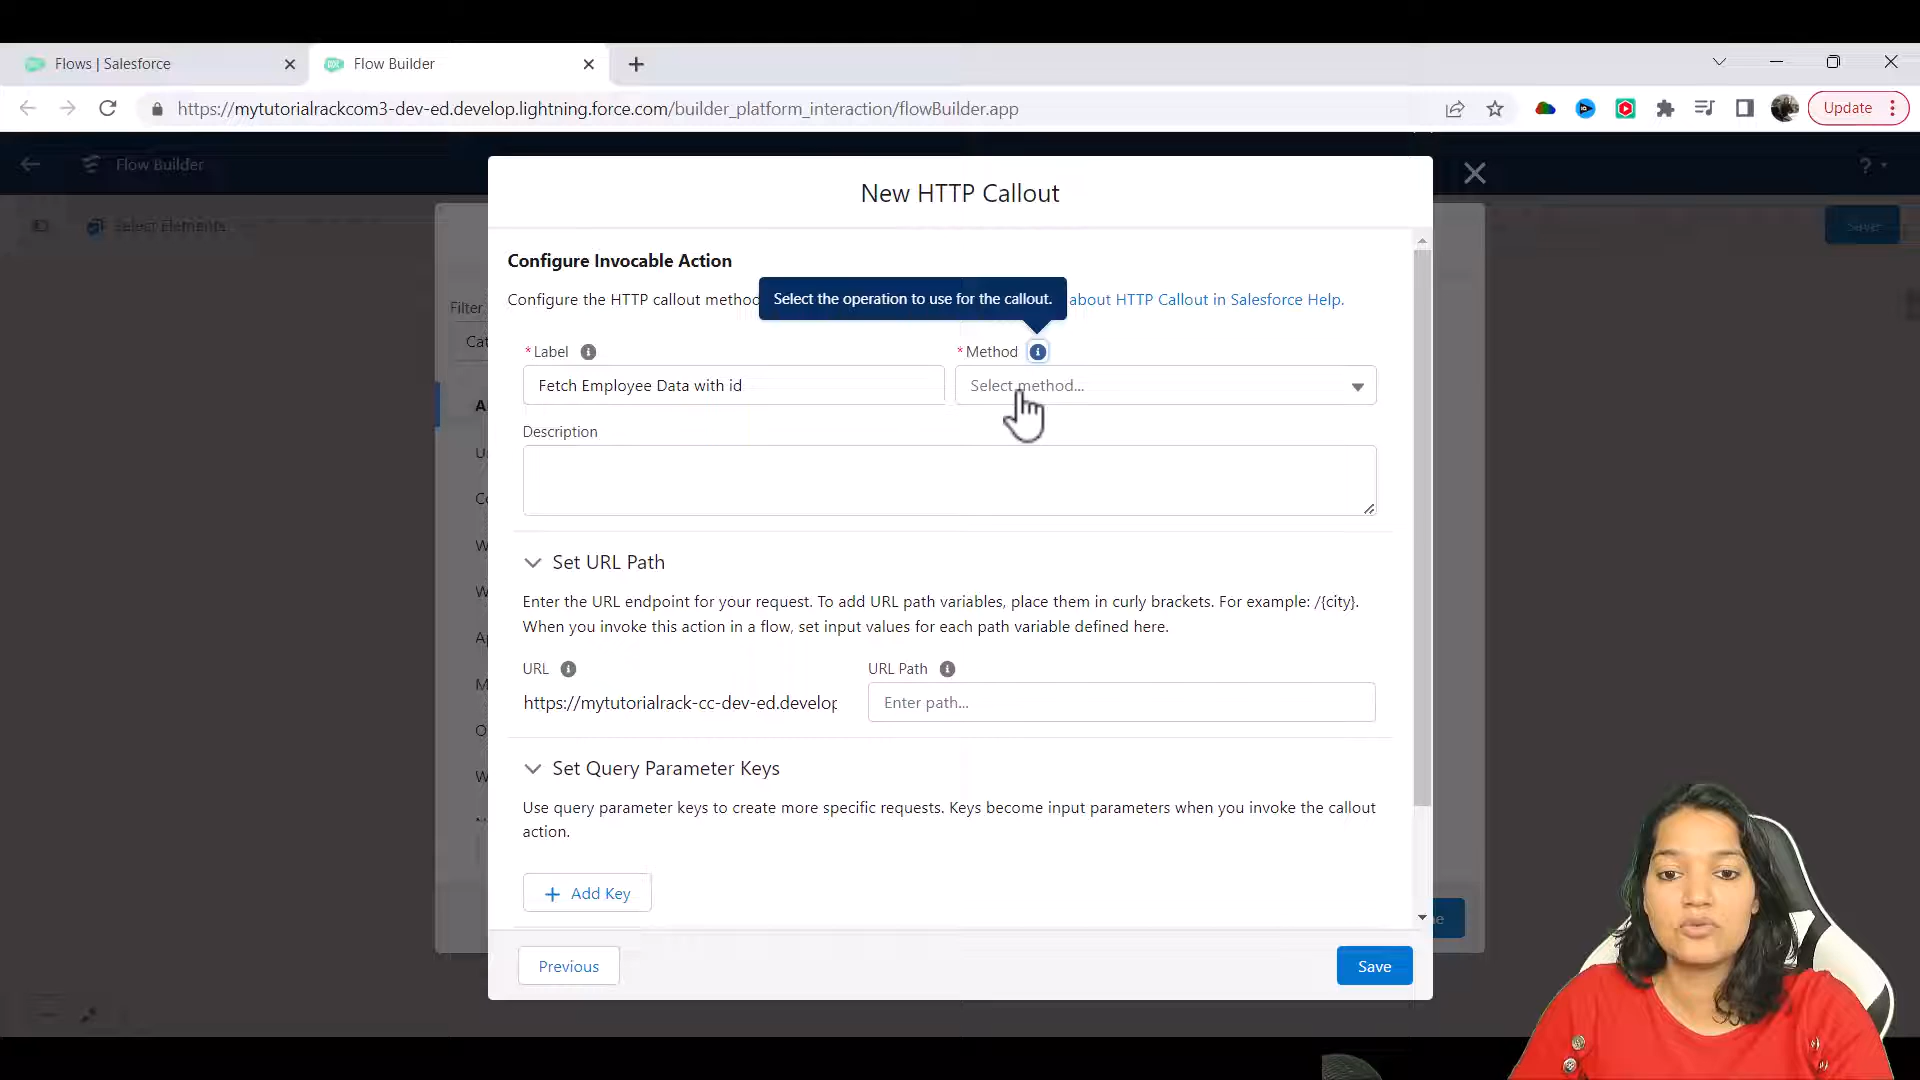 Flows | Salesforce
Flow Builder
https://mytutorialrackcom3-dev-ed.develop.lightning.force.com/builder_platform_interaction/flowBuilder.app
Update
Flow Builder
?
Select Elements
Save
New HTTP Callout
Filter
Configure Invocable Action
Select the operation to use for the callout.
Configure the HTTP callout metho about HTTP Callout in Salesforce Help.
* Label
* Method
Fetch Employee Data with id
Select method...
Description
Set URL Path
Enter the URL endpoint for your request. To add URL path variables, place them in curly brackets. For example: /{city}.
When you invoke this action in a flow, set input values for each path variable defined here.
URL
URL Path
https://mytutorialrack-cc-dev-ed.develop
Enter path...
Set Query Parameter Keys
Use query parameter keys to create more specific requests. Keys become input parameters when you invoke the callout
action.
+ Add Key
Previous
Save